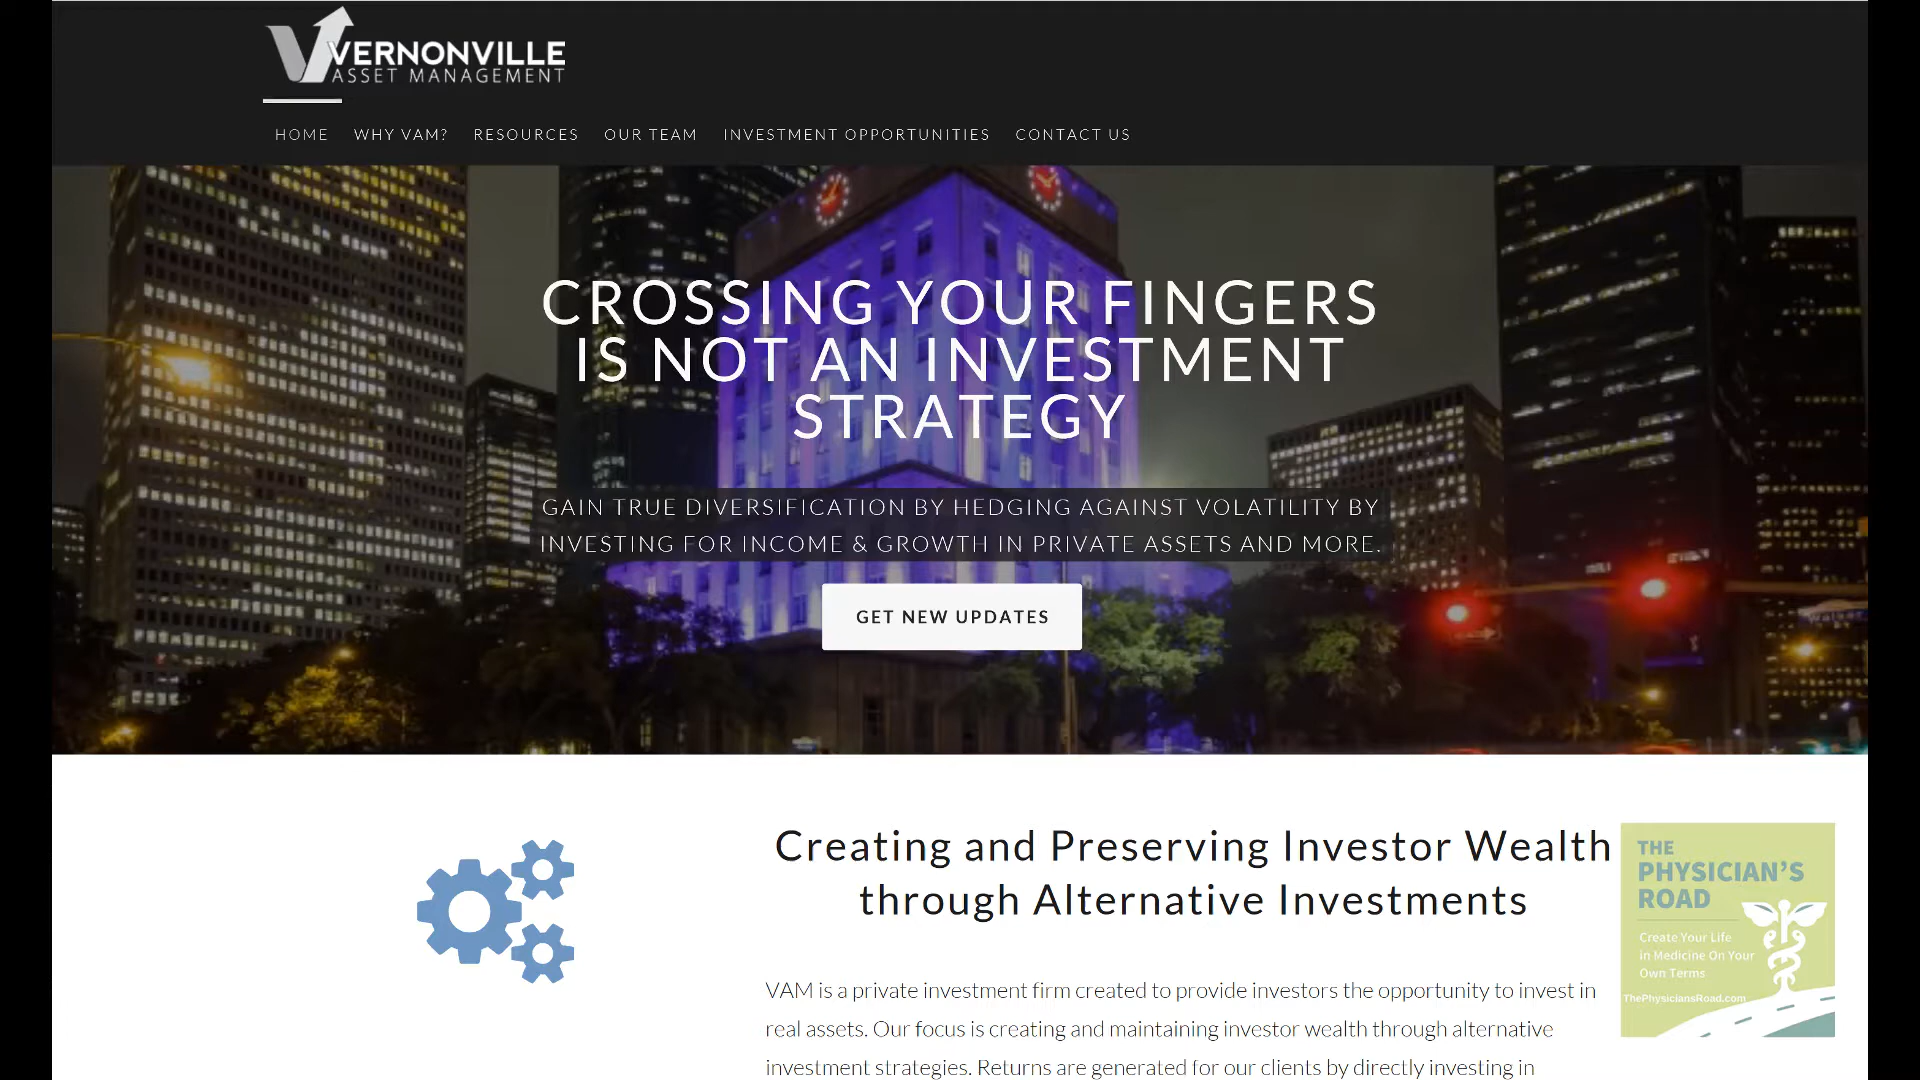 VERNONVILLE
ASSET MANAGEMENT
HOME WHY VAM? RESOURCES OUR TEAM INVESTMENT OPPORTUNITIES CONTACT US
CROSSING YOUR FINGERS
IS NOT AN INVESTMENT
STRATEGY
GAIN TRUE DIVERSIFICATION BY HEDGING AGAINST VOLATILITY BY
INVESTING FOR INCOME & GROWTH IN PRIVATE ASSETS AND MORE.
GET NEW UPDATES
Walker
Creating and Preserving Investor Wealth
through Alternative Investments
VAM is a private investment firm created to provide investors the opportunity to invest in
real assets. Our focus is creating and maintaining investor wealth through alternative
investment strategies. Returns are generated for our clients by directly investing in
THE
PHYSICIAN'S
ROAD
Create Your Life
in Medicine On Your
Own Terms
ThePhysiciansRoad.com